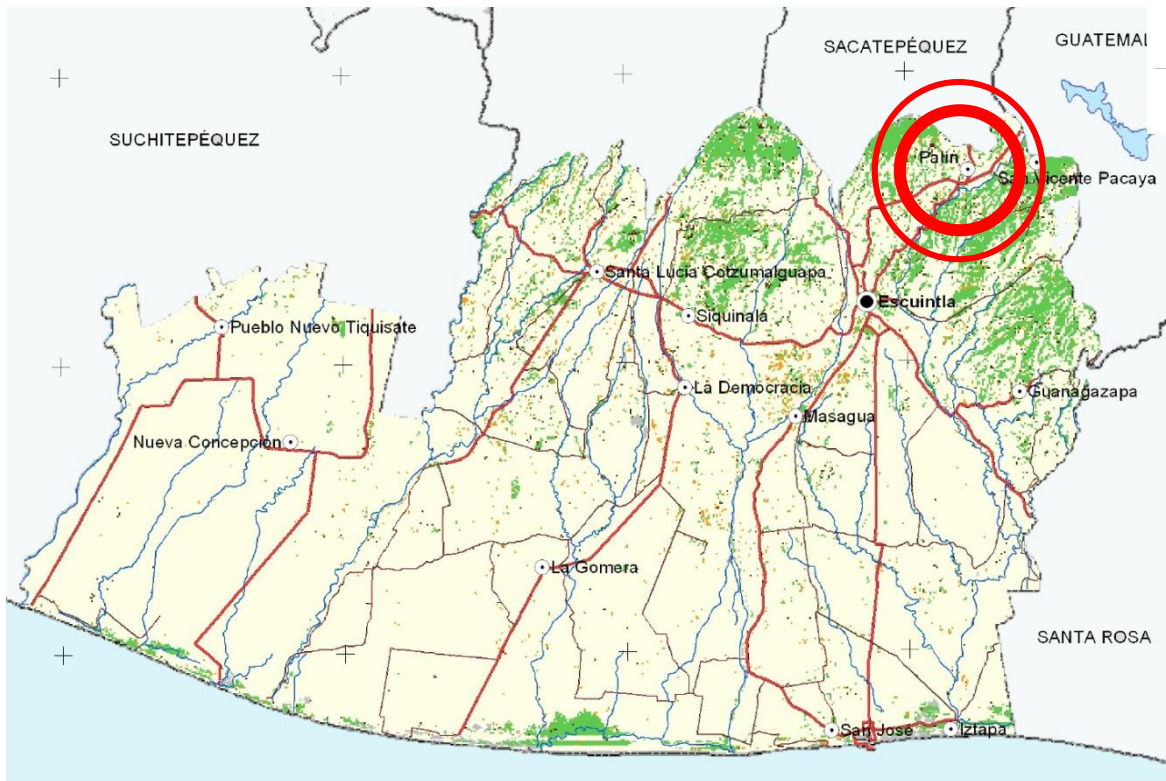 SACATEPÉQUEZ
GUATEMAL
SUCHITEPÉQUEZ
Palín
San Vicente Pacaya
Santa Lucía Cotzumalguapa
Escuintla
Siquinalá
Pueblo Nuevo Tiquisate
La Democracia
Guanagazapa
Masagua
Nueva Concepción
La Gomera
SANTA ROSA
San José
Iztapa